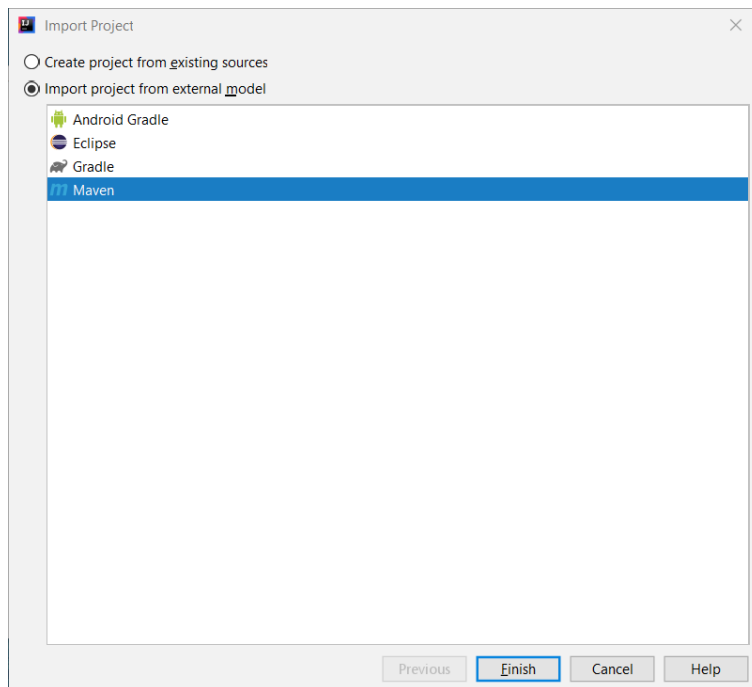 Import Project
Create project from existing sources
Import project from external model
Android Gradle
Eclipse
Gradle
Maven
Previous Finish Cancel Help